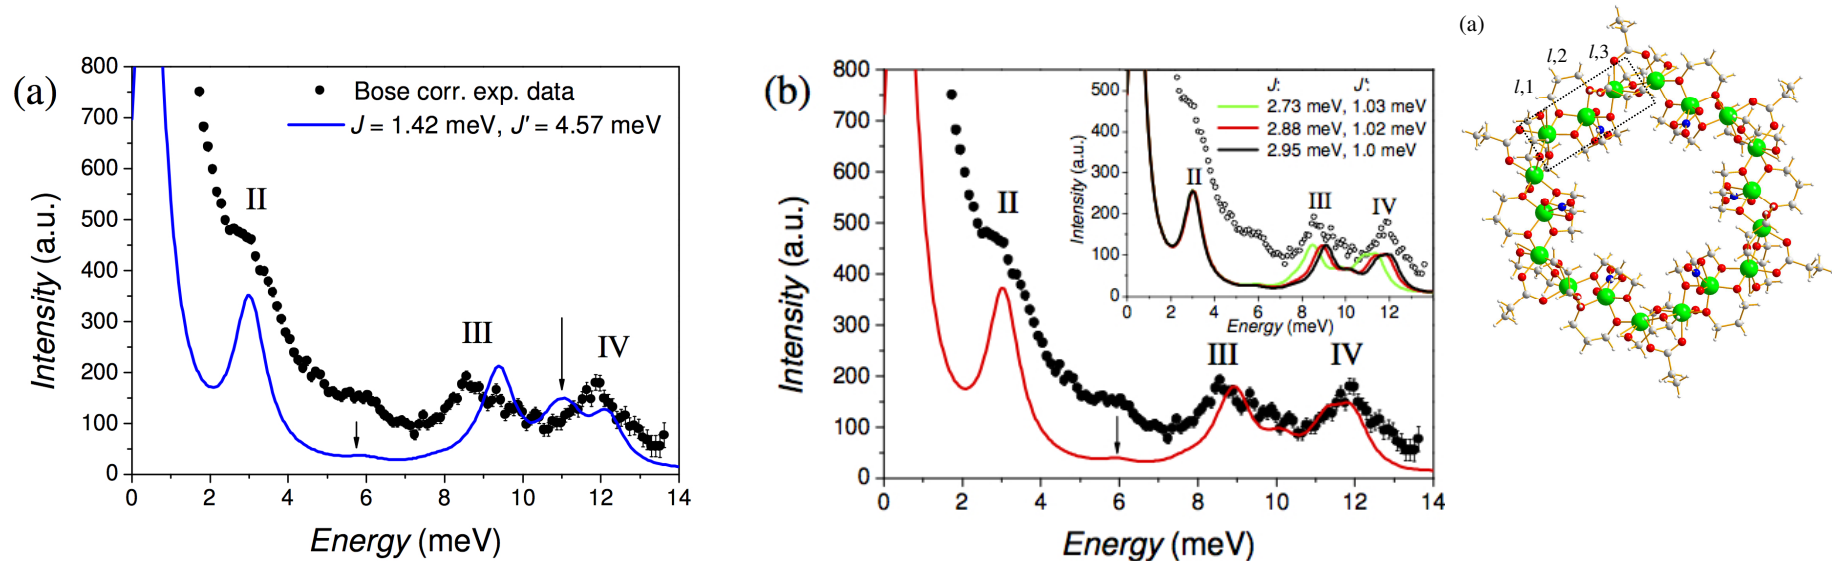 (a)
800
700
600
500
400
300
200
100
0
Intensity (a.u.)
Bose corr. exp. data
J = 1.42 meV, J' = 4.57 meV
II
III
IV
0 2 4 6 8 10 12 14
Energy (meV)
(b)
800
700
600
500
400
300
200
100
0
Intensity (a.u.)
II
III
IV
0 2 4 6 8 10 12 14
Energy (meV)
500
400
300
200
100
0
Intensity (a.u.)
J: J':
2.73 meV, 1.03 meV
2.88 meV, 1.02 meV
2.95 meV, 1.0 meV
II
III
IV
0 2 4 6 8 10 12
Energy (meV)
(a)
l,1
l,2
l,3